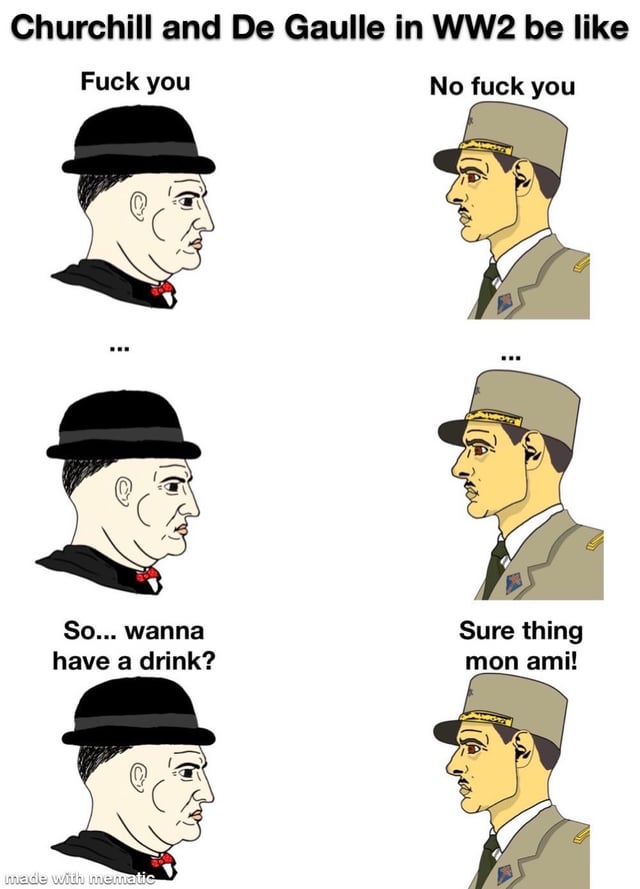 Churchill and De Gaulle in WW2 be like
Fuck you
No fuck you
...
...
So... wanna
have a drink?
Sure thing
mon ami!
made with mematic